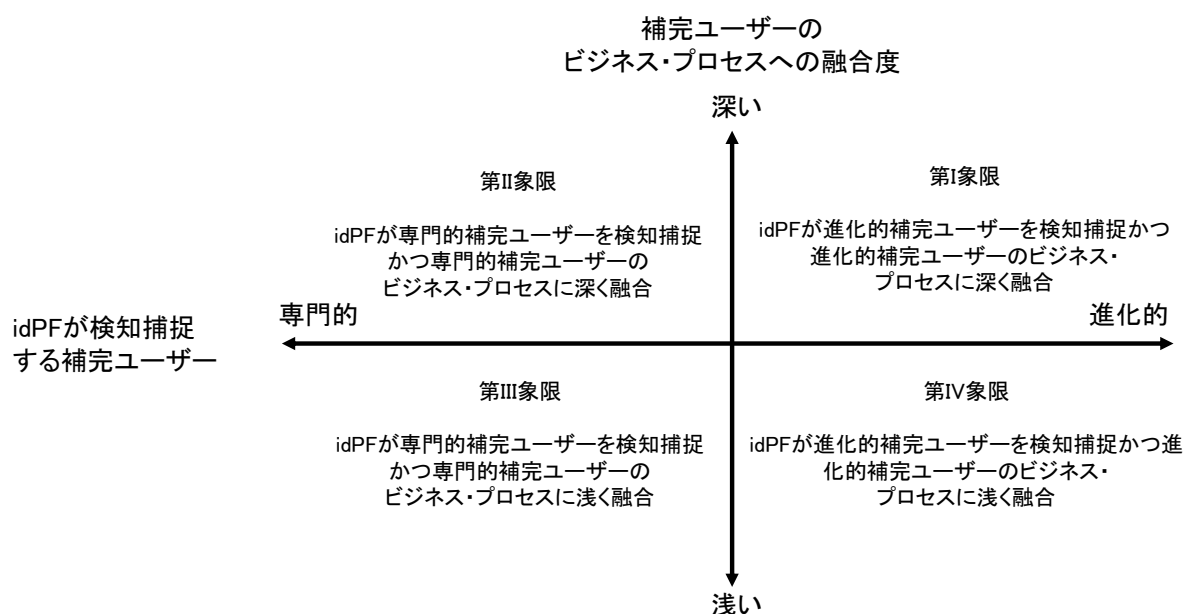 補完ユーザーの
ビジネス・プロセスへの融合度
深い
第II象限
idPFが専門的補完ユーザーを検知捕捉
かつ専門的補完ユーザーの
ビジネス・プロセスに深く融合
第I象限
idPFが進化的補完ユーザーを検知捕捉かつ
進化的補完ユーザーのビジネス・
プロセスに深く融合
idPFが検知捕捉
する補完ユーザー
専門的
進化的
第III象限
idPFが専門的補完ユーザーを検知捕捉
かつ専門的補完ユーザーの
ビジネス・プロセスに浅く融合
第IV象限
idPFが進化的補完ユーザーを検知捕捉かつ進
化的補完ユーザーのビジネス・
プロセスに浅く融合
浅い